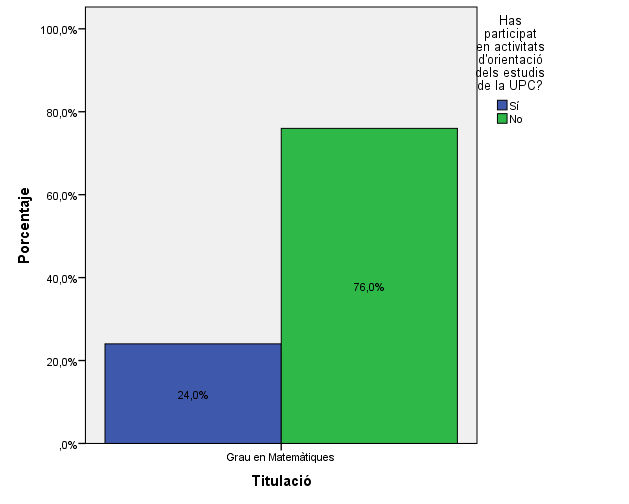 Has
participat
en activitats
d'orientació
dels estudis
de la UPC?
Sí
No
Porcentaje
100,0%
80,0%
60,0%
40,0%
20,0%
,0%
24,0%
76,0%
Grau en Matemàtiques
Titulació